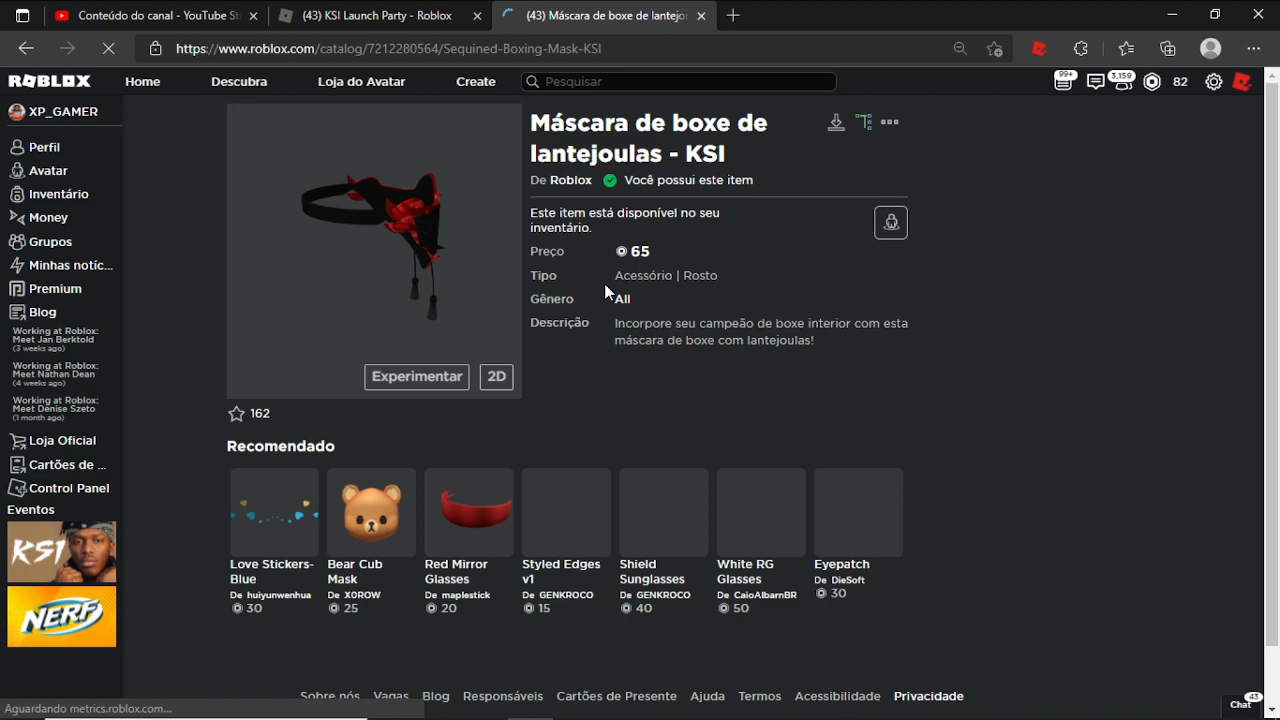 Conteúdo do canal - YouTube St
(43) KSI Launch Party - Roblox
(43) Máscara de boxe de lantejo
https://www.roblox.com/catalog/7212280564/Sequined-Boxing-Mask-KSI
ROBLOX
Home
Descubra
Loja do Avatar
Create
Pesquisar
99+
3,159
82
XP_GAMER
Perfil
Avatar
Inventário
Money
Grupos
Minhas notíc...
Premium
Blog
Working at Roblox:
Meet Jan Berktold
(3 weeks ago)
Working at Roblox:
Meet Nathan Dean
(4 weeks ago)
Working at Roblox:
Meet Denise Szeto
(1 month ago)
Loja Oficial
Cartões de ...
Control Panel
Eventos
KSI
NERF
Máscara de boxe de
lantejoulas - KSI
De Roblox Você possui este item
Este item está disponível no seu
inventário.
Preço 65
Tipo Acessório | Rosto
Gênero All
Descrição Incorpore seu campeão de boxe interior com esta
máscara de boxe com lantejoulas!
Experimentar
2D
162
Recomendado
Love Stickers-
Blue
De huiyunwenhua
30
Bear Cub
Mask
De X0ROW
25
Red Mirror
Glasses
De maplestick
20
Styled Edges
v1
De GENKROCO
15
Shield
Sunglasses
De GENKROCO
40
White RG
Glasses
De CaioAlbarnBR
50
Eyepatch
De DieSoft
30
Sobre nós Vagas Blog Responsáveis Cartões de Presente Ajuda Termos Acessibilidade Privacidade
Aguardando metrics.roblox.com...
Chat
43